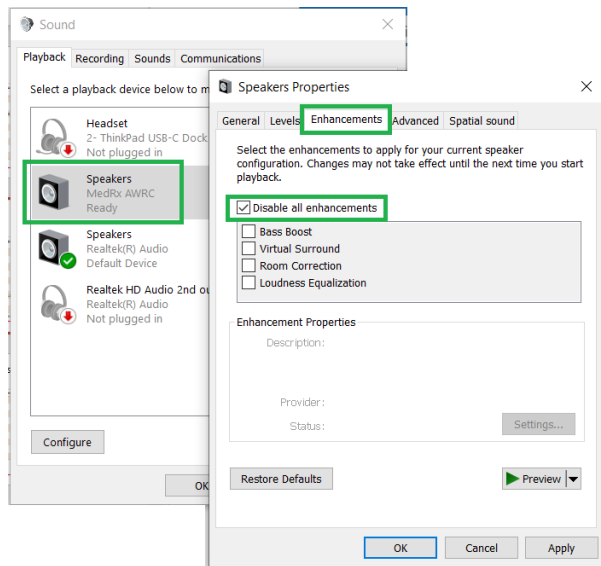 Sound
Playback Recording Sounds Communications
Select a playback device below to m
Headset
2- ThinkPad USB-C Dock
Not plugged in
Speakers
MedRx AWRC
Ready
Speakers
Realtek(R) Audio
Default Device
Realtek HD Audio 2nd ou
Realtek(R) Audio
Not plugged in
Configure
OK
Speakers Properties
General Levels Enhancements Advanced Spatial sound
Select the enhancements to apply for your current speaker
configuration. Changes may not take effect until the next time you start
playback.
Disable all enhancements
Bass Boost
Virtual Surround
Room Correction
Loudness Equalization
Enhancement Properties
Description:
Provider:
Status:
Settings...
Restore Defaults
Preview
OK Cancel Apply